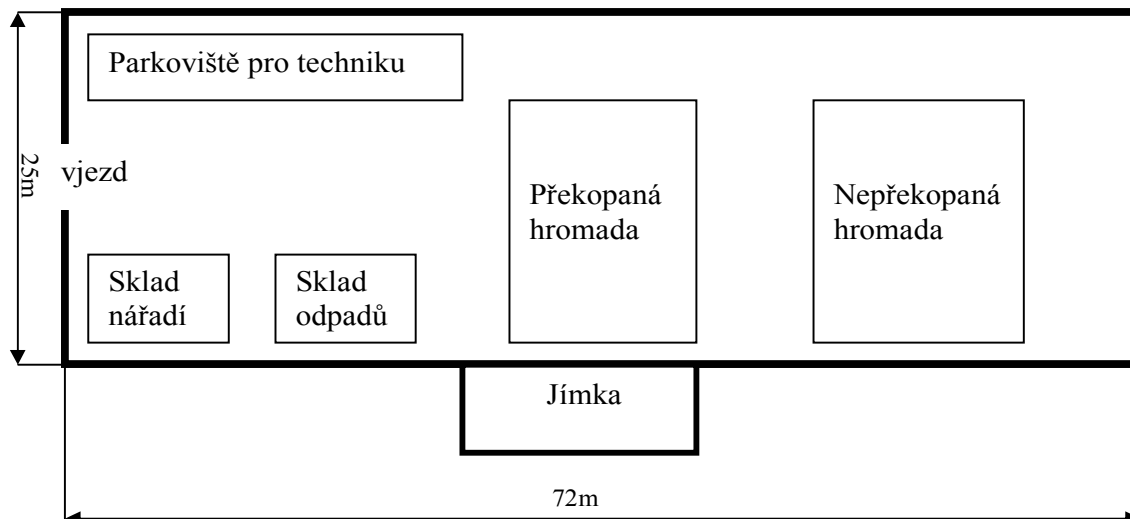 Parkoviště pro techniku
25m
vjezd
Překopaná
hromada
Nepřekopaná
hromada
Sklad
nářadí
Sklad
odpadů
Jímka
72m